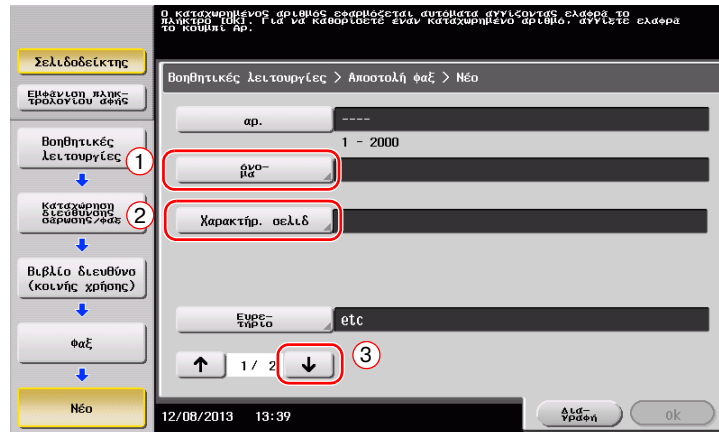 Ο καταχωρημένος αριθμός εφαρμόζεται αυτόματα αγγίζοντας ελαφρά το
πλήκτρο [OK]. Για να καθορίσετε έναν καταχωρημένο αριθμό, αγγίξτε ελαφρά
το κουμπί Αρ.
Σελιδοδείκτης
Εμφάνιση πληκ-
τρολογίου αφής
Βοηθητικές
λειτουργίες
1
Καταχώρηση
διεύθυνσης
σάρωσης/φαξ
2
Βιβλίο διευθύνσ
(κοινής χρήσης)
φαξ
Νέο
Βοηθητικές λειτουργίες > Αποστολή φαξ > Νέο
αρ.
----
1 - 2000
όνο-
μα
Χαρακτήρ. σελιδ
Ευρε-
τήριο
etc
↑ 1/ 2 ↓
3
12/08/2013 13:39
Δια-
γραφή
ok